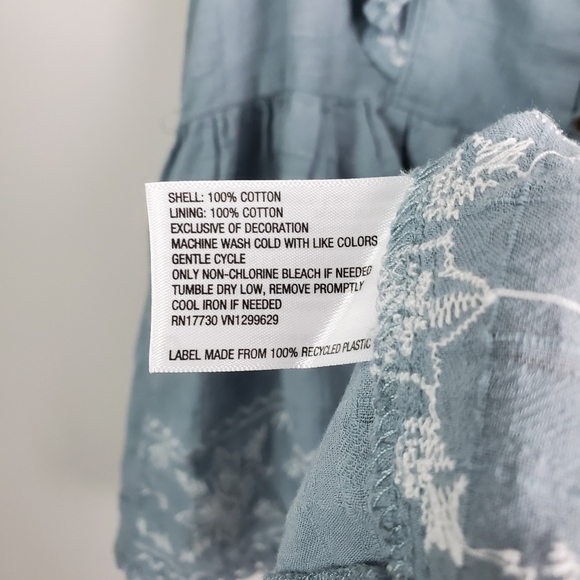 SHELL: 100% COTTON
LINING: 100% COTTON
EXCLUSIVE OF DECORATION
MACHINE WASH COLD WITH LIKE COLORS
GENTLE CYCLE
ONLY NON-CHLORINE BLEACH IF NEEDED
TUMBLE DRY LOW, REMOVE PROMPTLY
COOL IRON IF NEEDED
RN17730 VN1299629
LABEL MADE FROM 100% RECYCLED PLASTIC